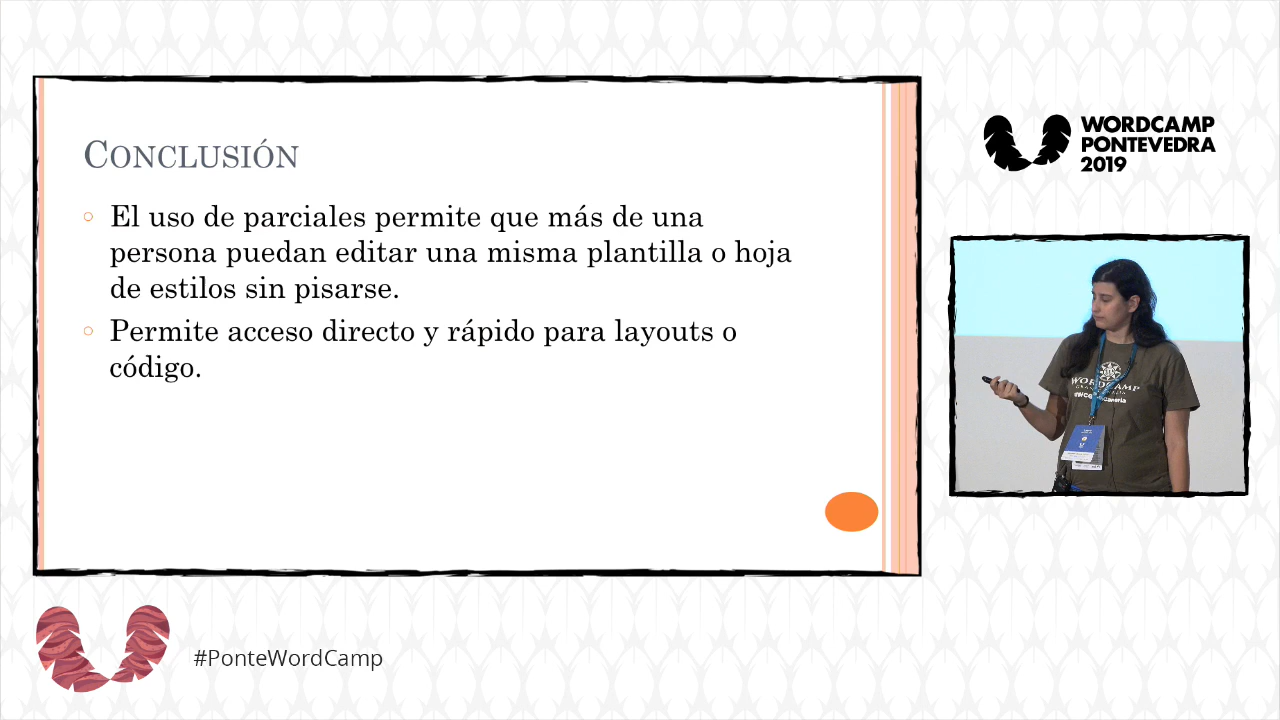 CONCLUSIÓN
El uso de parciales permite que más de una
persona puedan editar una misma plantilla o hoja
de estilos sin pisarse.
Permite acceso directo y rápido para layouts o
código.
WORDCAMP
PONTEVEDRA
2019
WORDCAMP
#PonteWordCamp